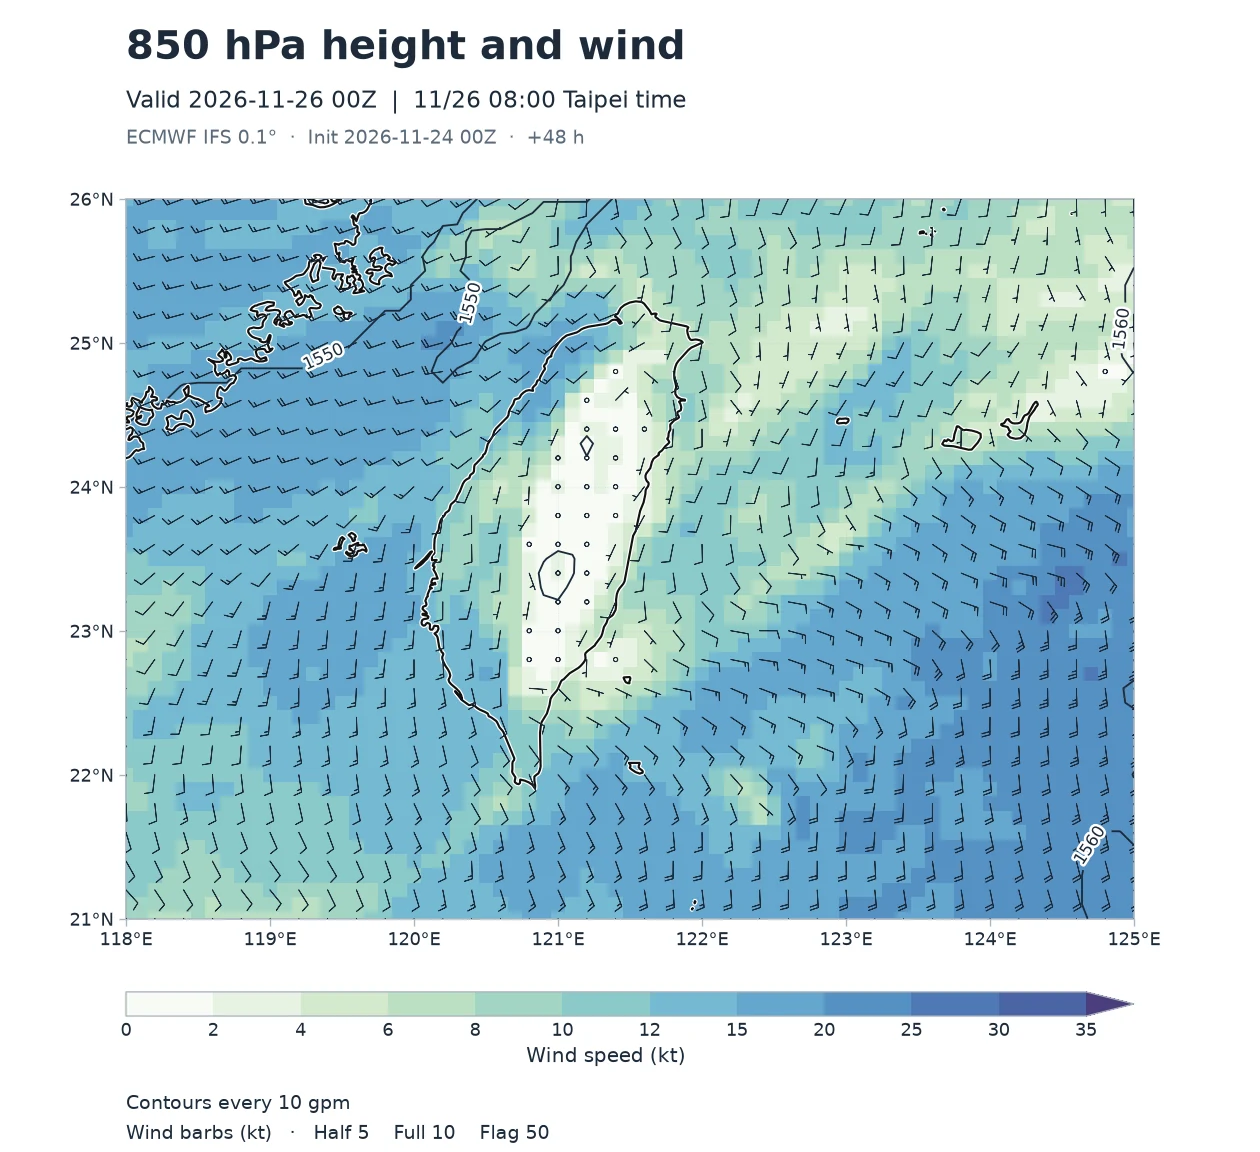 850 hPa height and wind
Valid 2026-11-26 00Z | 11/26 08:00 Taipei time
ECMWF IFS 0.1° · Init 2026-11-24 00Z · +48 h
26°N
25°N
24°N
23°N
22°N
21°N
1550
1550
1560
1560
118°E 119°E 120°E 121°E 122°E 123°E 124°E 125°E
0 2 4 6 8 10 12 15 20 25 30 35
Wind speed (kt)
Contours every 10 gpm
Wind barbs (kt) · Half 5 Full 10 Flag 50